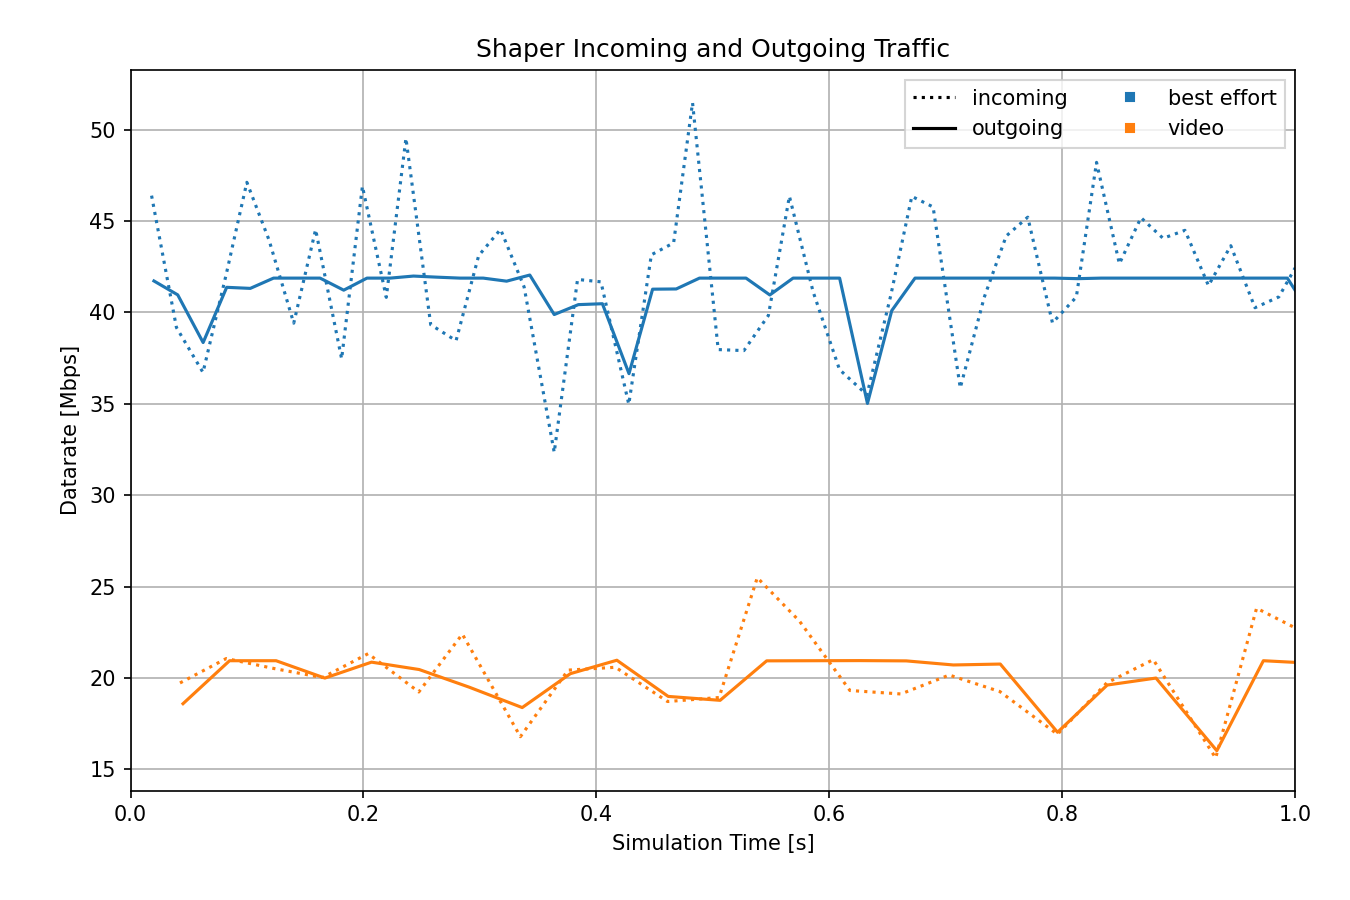 Shaper Incoming and Outgoing Traffic
incoming
outgoing
best effort
video
50
45
40
35
30
25
20
15
Datarate [Mbps]
0.0
0.2
0.4
0.6
0.8
1.0
Simulation Time [s]